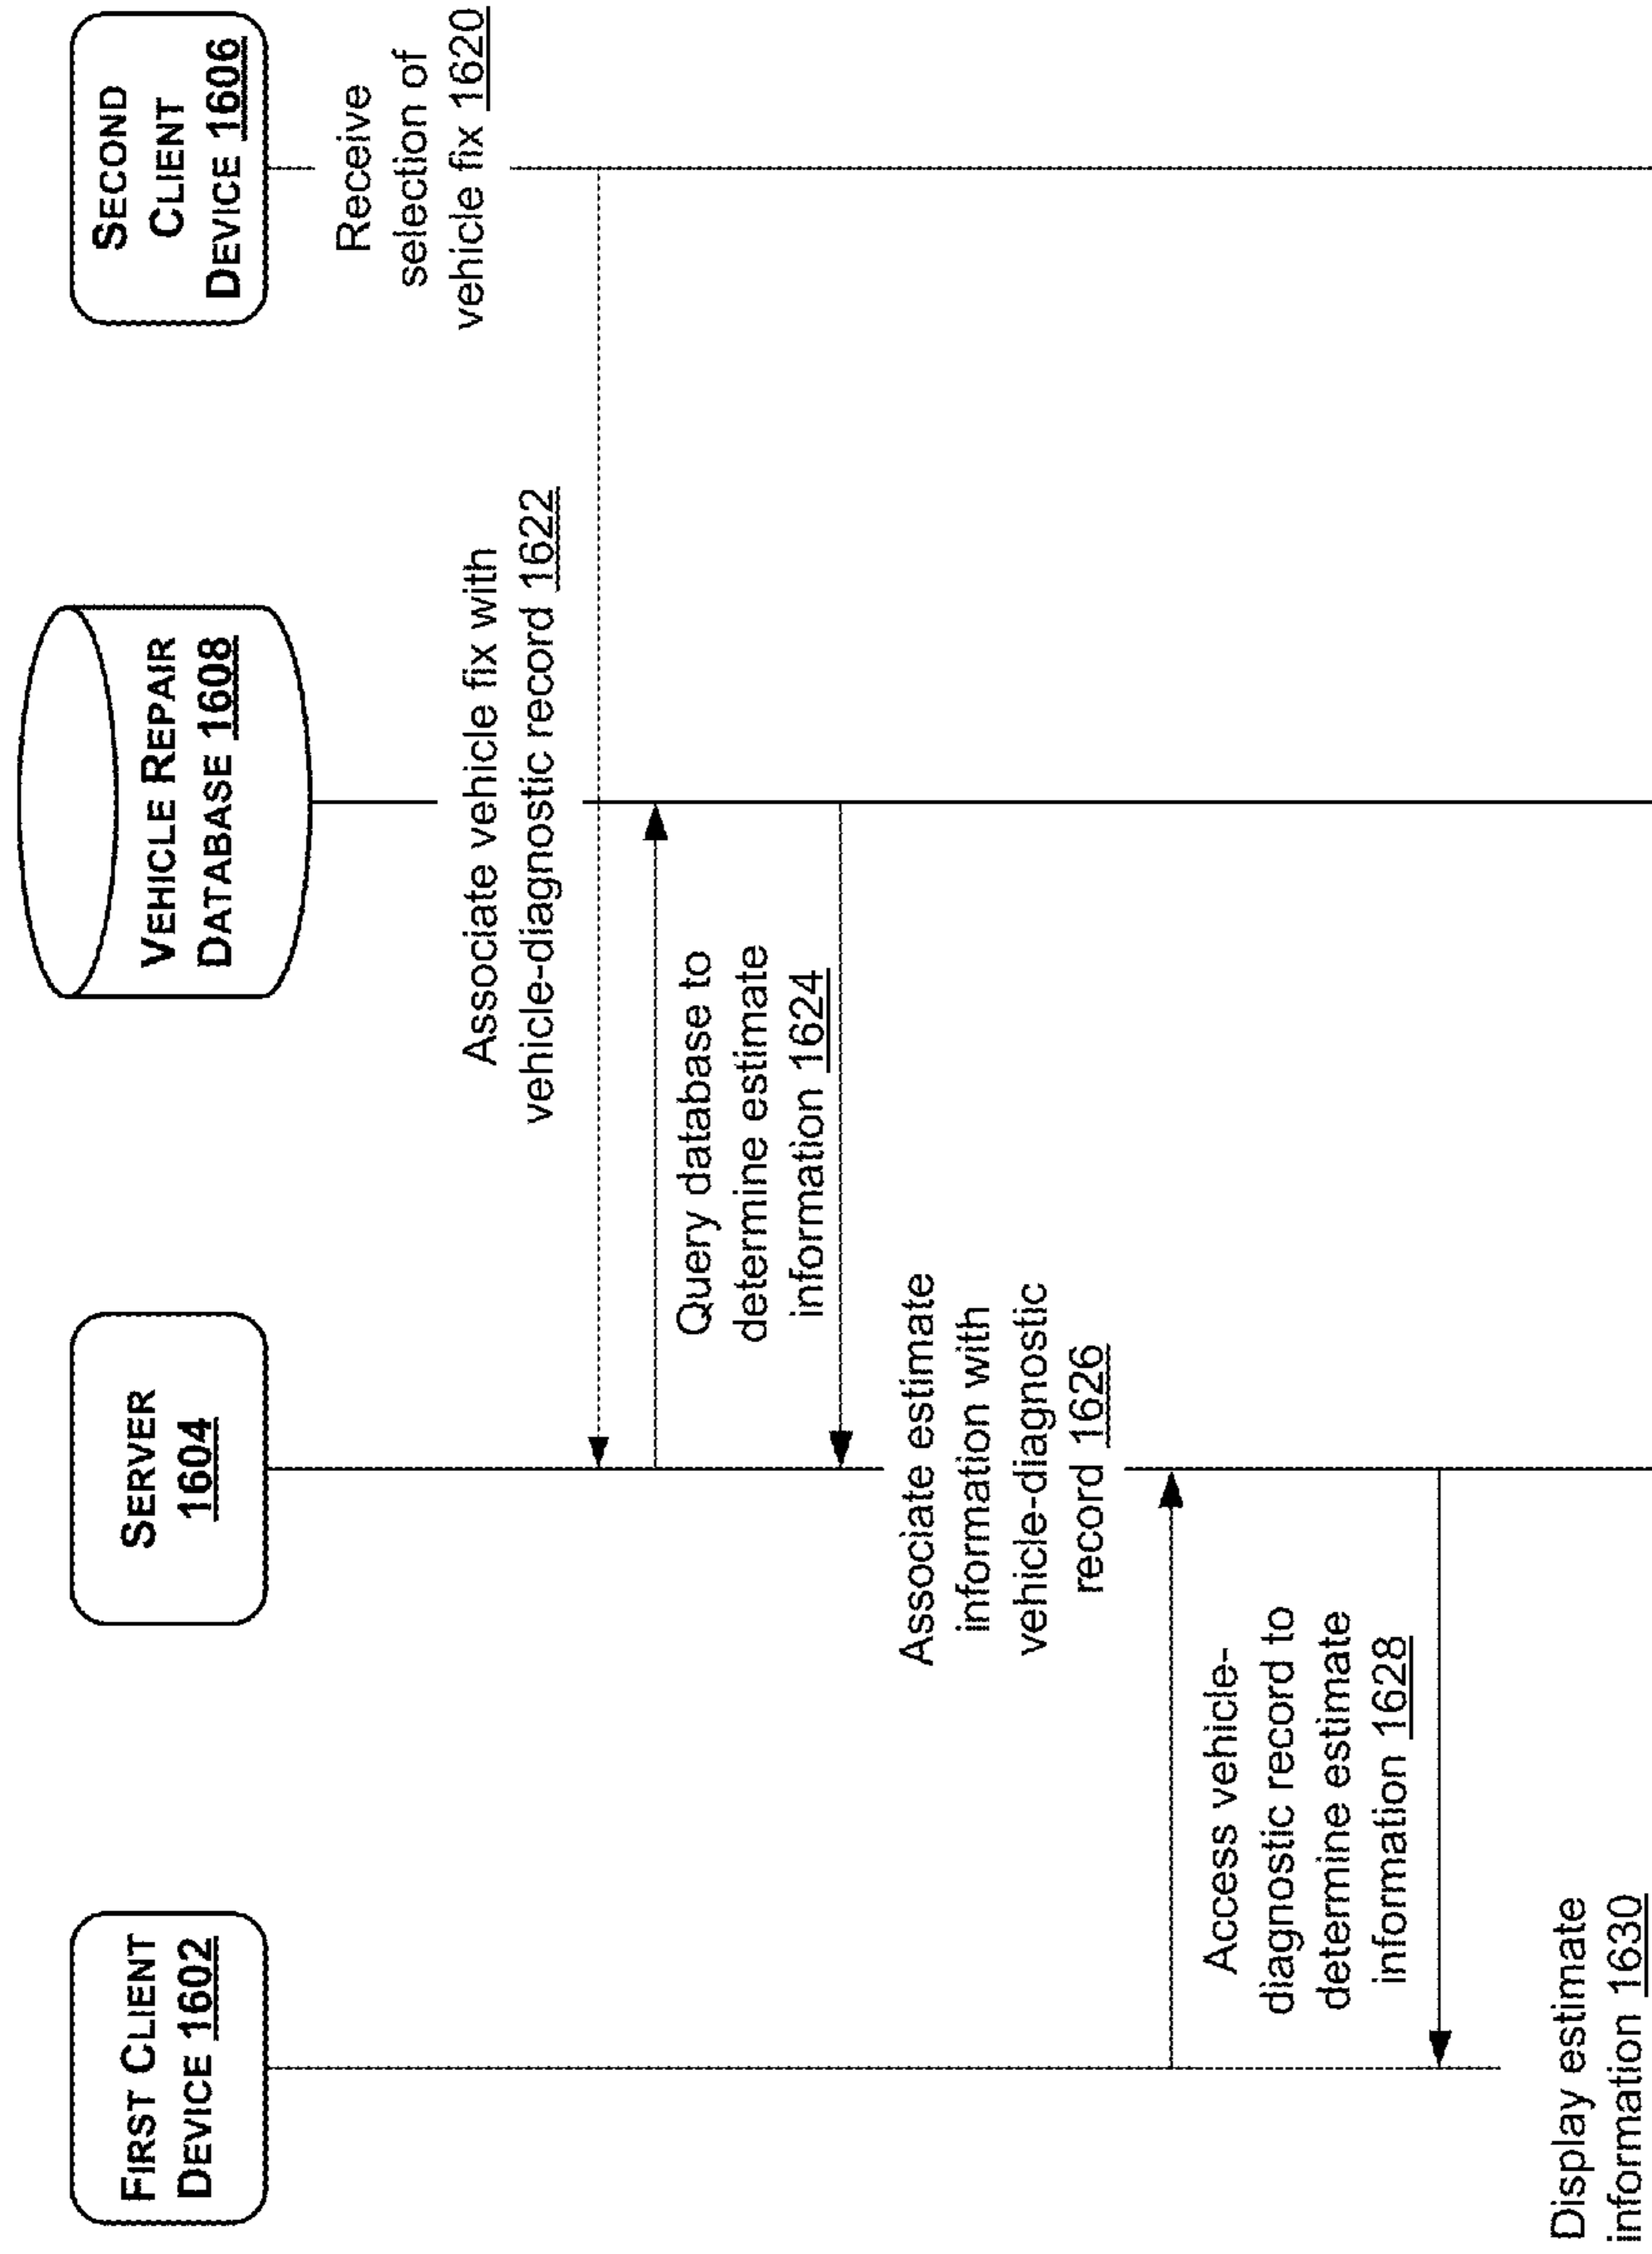 FIRST CLIENT
DEVICE 1602
SERVER
1604
VEHICLE REPAIR
DATABASE 1608
SECOND
CLIENT
DEVICE 1606
Receive
selection of
vehicle fix 1620
Associate vehicle fix with
vehicle-diagnostic record 1622
Query database to
determine estimate
information 1624
Associate estimate
information with
vehicle-diagnostic
record 1626
Access vehicle-
diagnostic record to
determine estimate
information 1628
Display estimate
information 1630